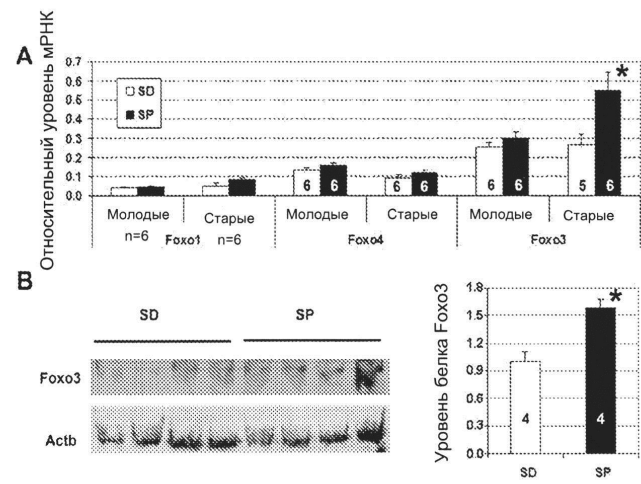 A
Относительный уровень мРНК
0.7
0.6
0.5
0.4
0.3
0.2
0.1
0.0
SD
SP
*
6 6 6 6 6 6 5 6
Молодые Старые Молодые Старые Молодые Старые
n=6 Foxo1 n=6 Foxo4 Foxo3
B
SD SP
Foxo3
Actb
Уровень белка Foxo3
1.8
1.5
1.2
0.9
0.6
0.3
0.0
*
4 4
SD SP